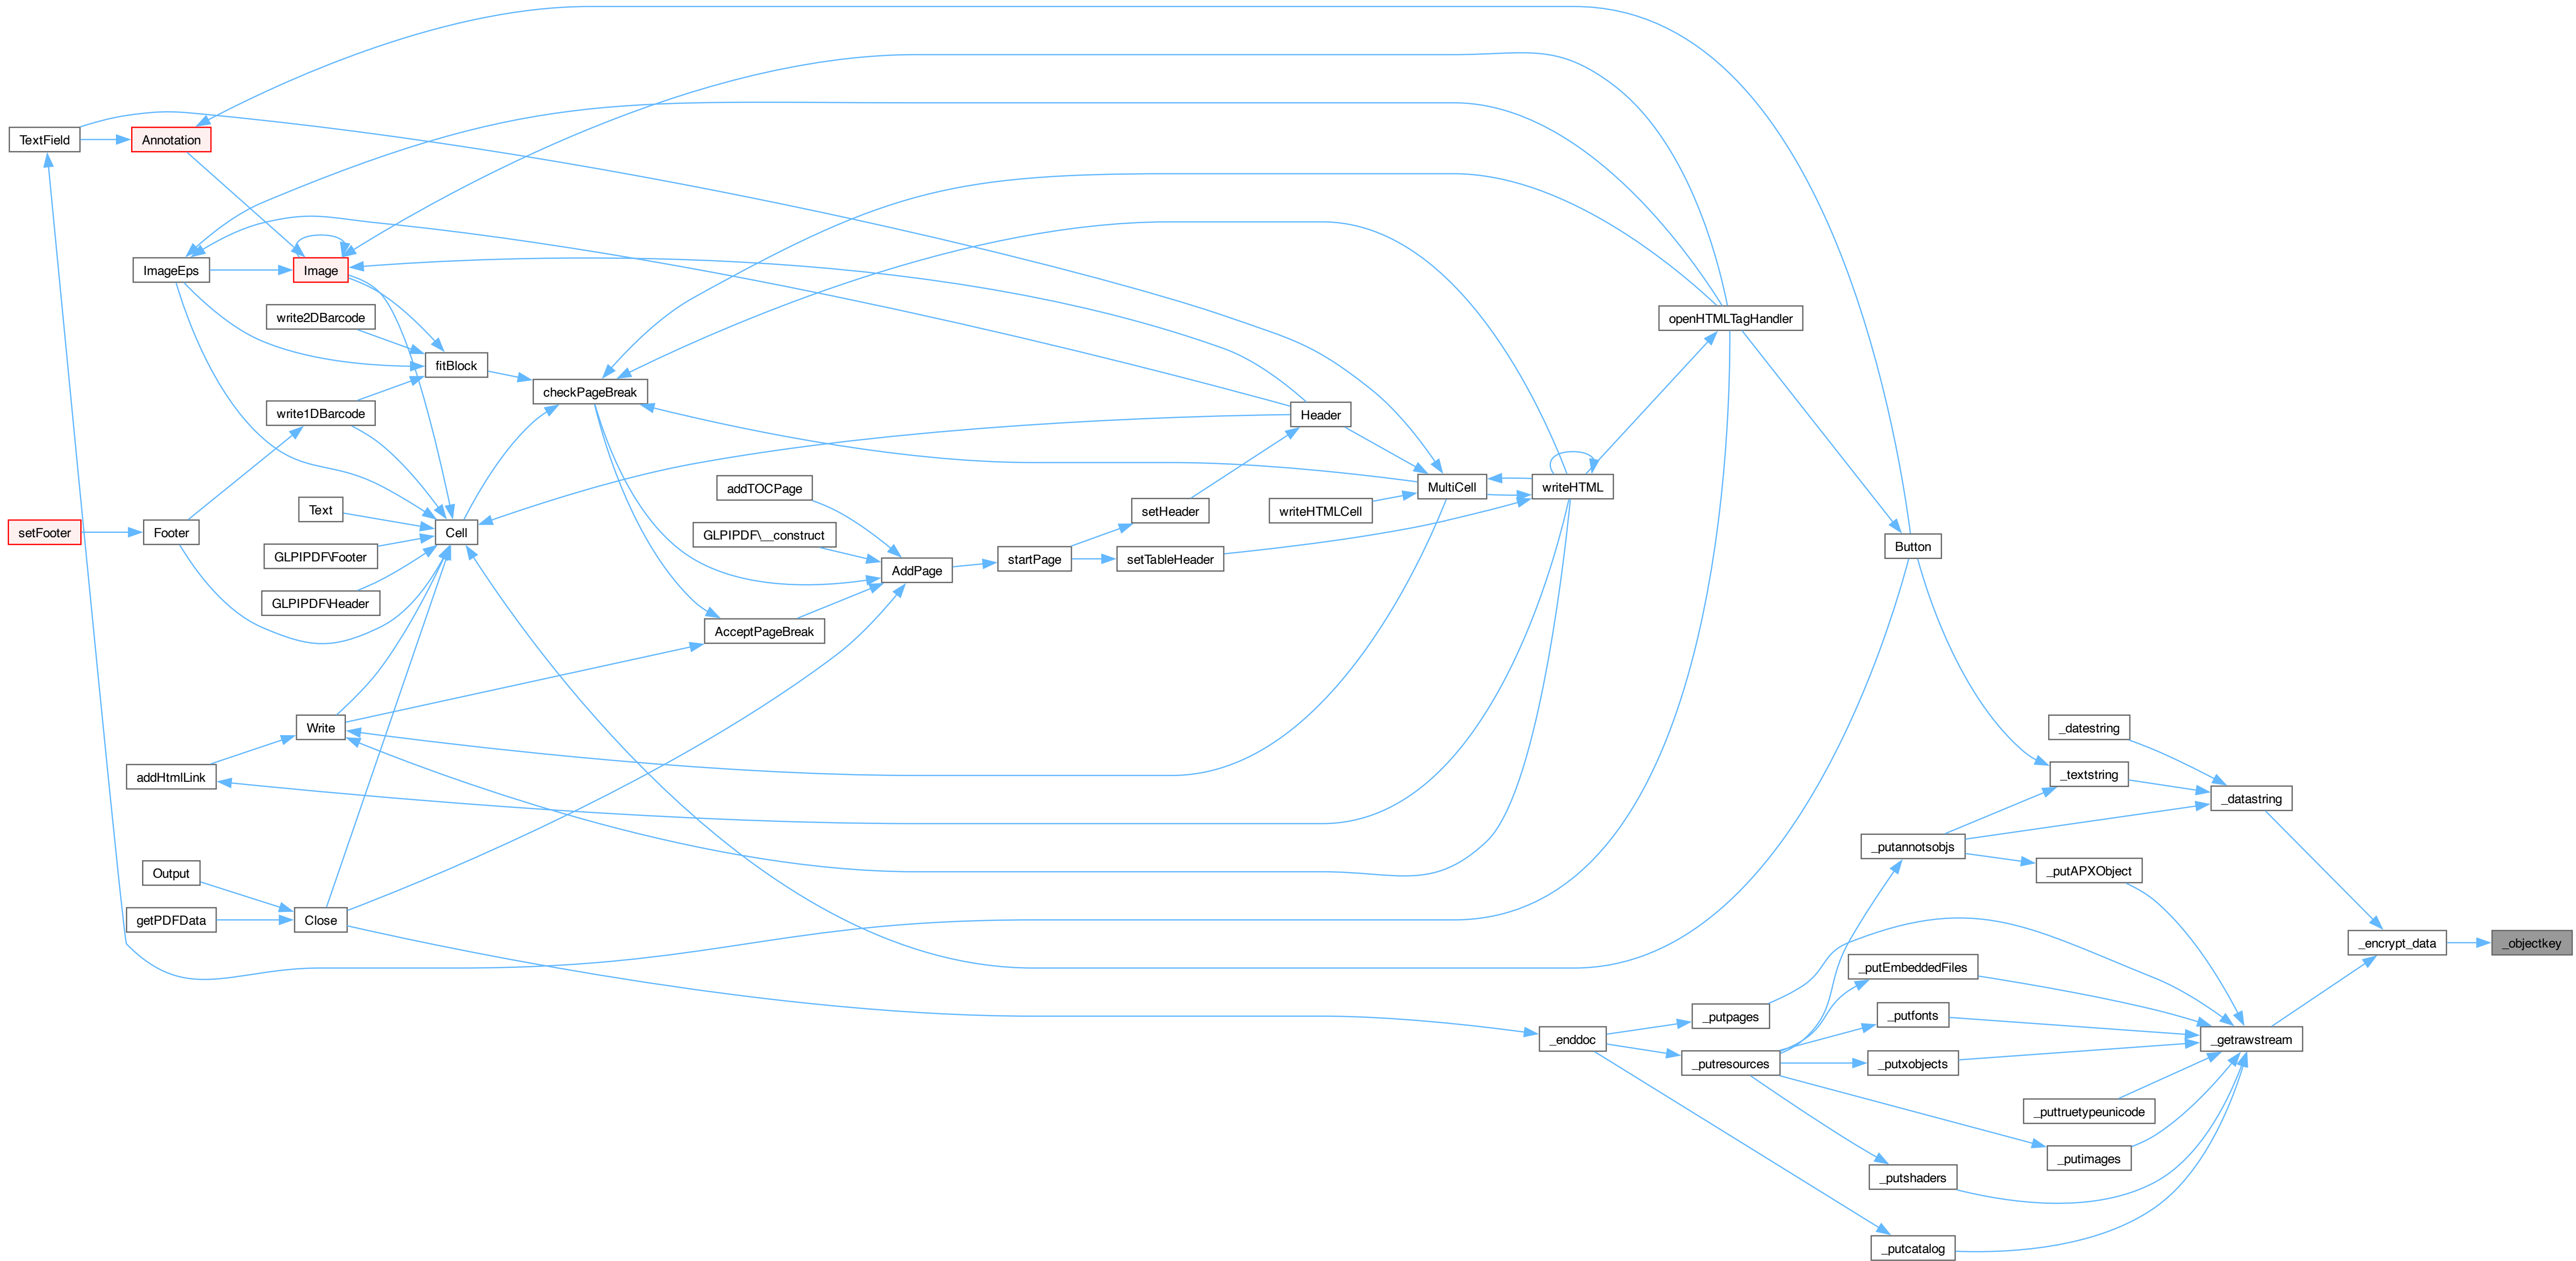 TextField
Annotation
ImageEps
Image
write2DBarcode
openHTMLTagHandler
fitBlock
checkPageBreak
write1DBarcode
Header
addTOCPage
MultiCell
writeHTML
Text
setHeader
writeHTMLCell
setFooter
Footer
Cell
GLPIPDF\__construct
Button
GLPIPDF\Footer
startPage
setTableHeader
AddPage
GLPIPDF\Header
AcceptPageBreak
Write
_datestring
addHtmlLink
_textstring
_datastring
_putannotsobjs
Output
_putAPXObject
getPDFData
Close
_encrypt_data
_objectkey
_putEmbeddedFiles
_putpages
_putfonts
_enddoc
_getrawstream
_putresources
_putxobjects
_puttruetypeunicode
_putimages
_putshaders
_putcatalog